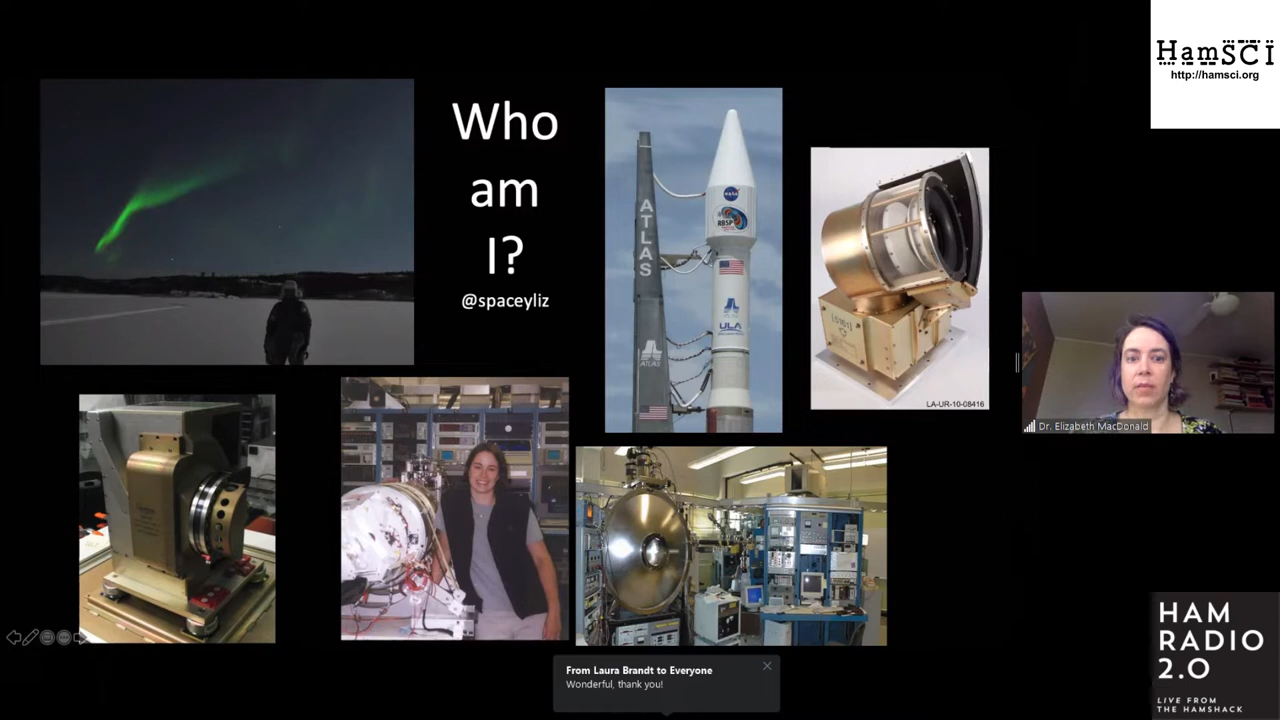 HamSCI
http://hamsci.org
Who
am
I?
@spaceyliz
ATLAS
NASA
RBSP
ULA
ATLAS
LA-UR-10-08416
Dr. Elizabeth MacDonald
From Laura Brandt to Everyone
Wonderful, thank you!
HAM
RADIO
2.0
LIVE FROM
THE HAMSHACK